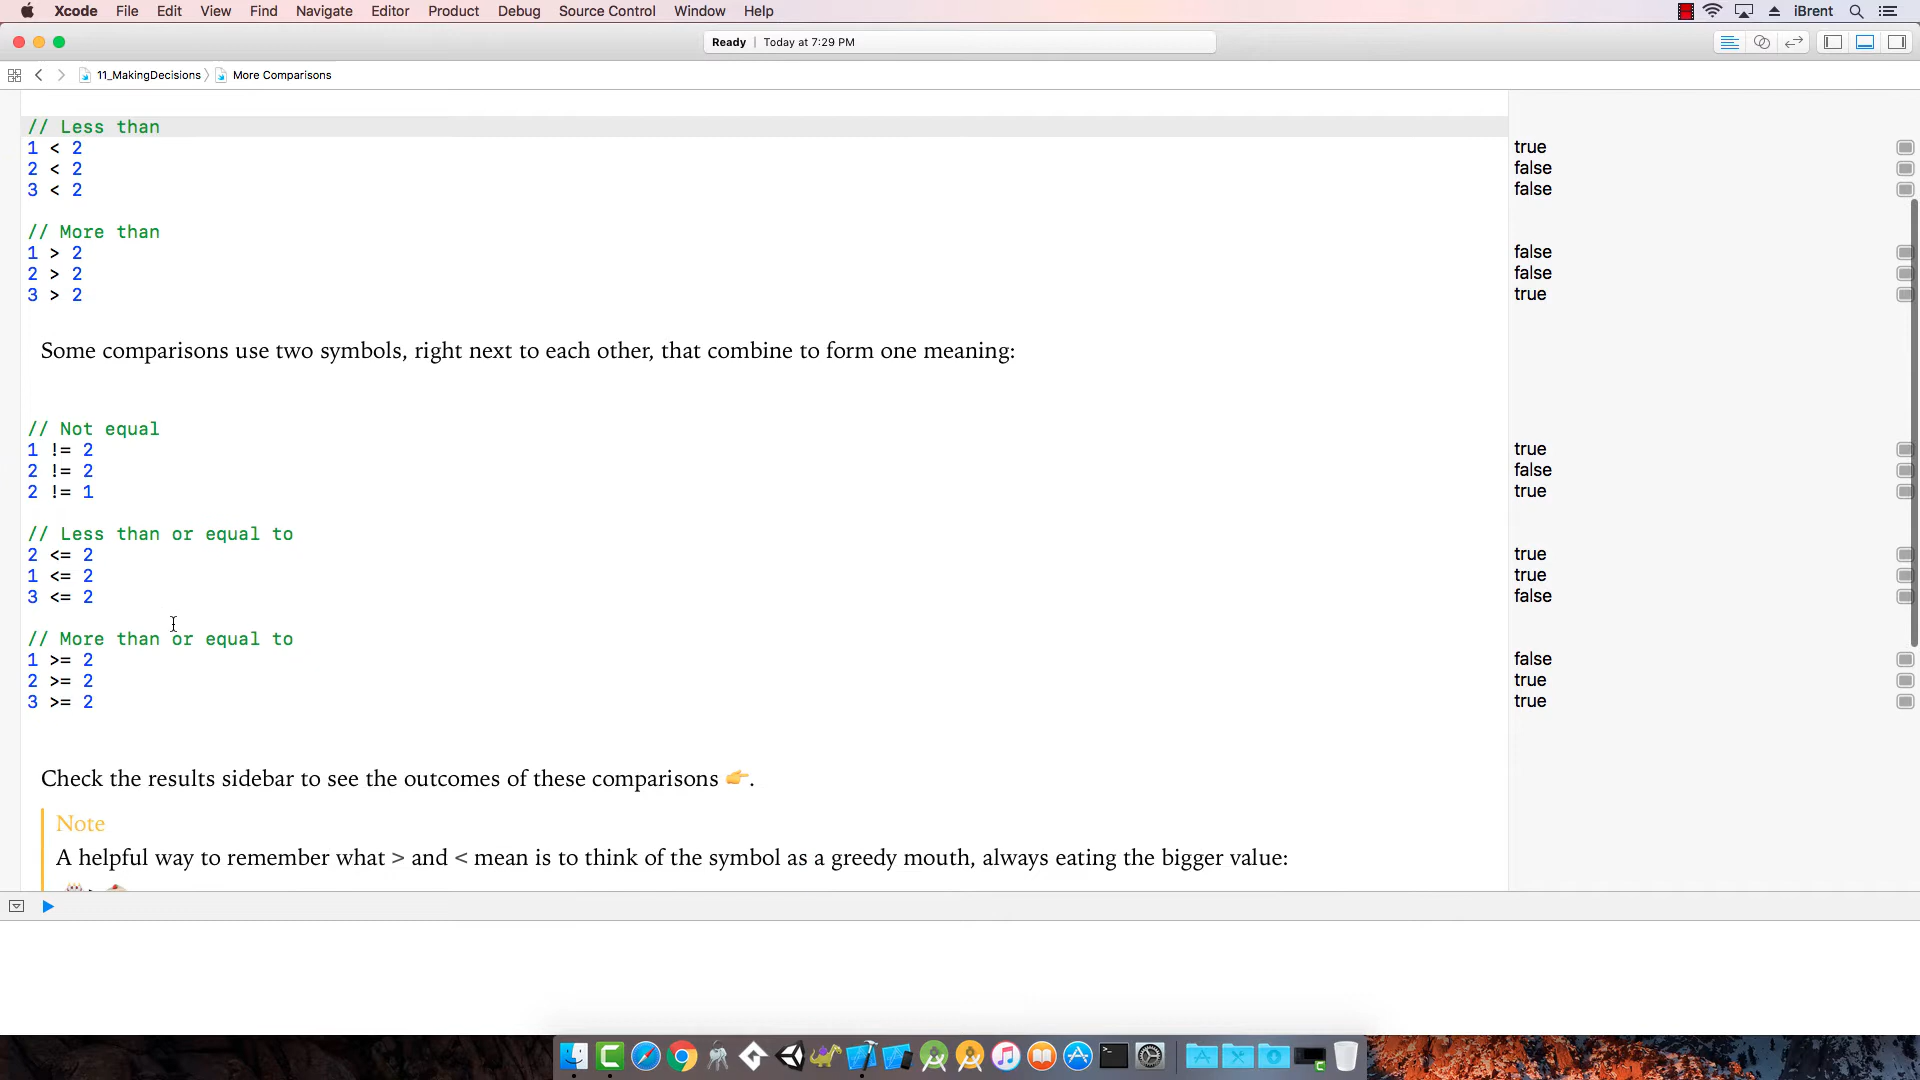 Xcode File Edit View Find Navigate Editor Product Debug Source Control Window Help iBrent
Ready Today at 7:29 PM
11_MakingDecisions More Comparisons
// Less than
1 < 2 true
2 < 2 false
3 < 2 false
// More than
1 > 2 false
2 > 2 false
3 > 2 true
Some comparisons use two symbols, right next to each other, that combine to form one meaning:
// Not equal
1 != 2 true
2 != 2 false
2 != 1 true
// Less than or equal to
2 <= 2 true
1 <= 2 true
3 <= 2 false
// More than or equal to
1 >= 2 false
2 >= 2 true
3 >= 2 true
Check the results sidebar to see the outcomes of these comparisons 👉.
Note
A helpful way to remember what > and < mean is to think of the symbol as a greedy mouth, always eating the bigger value: